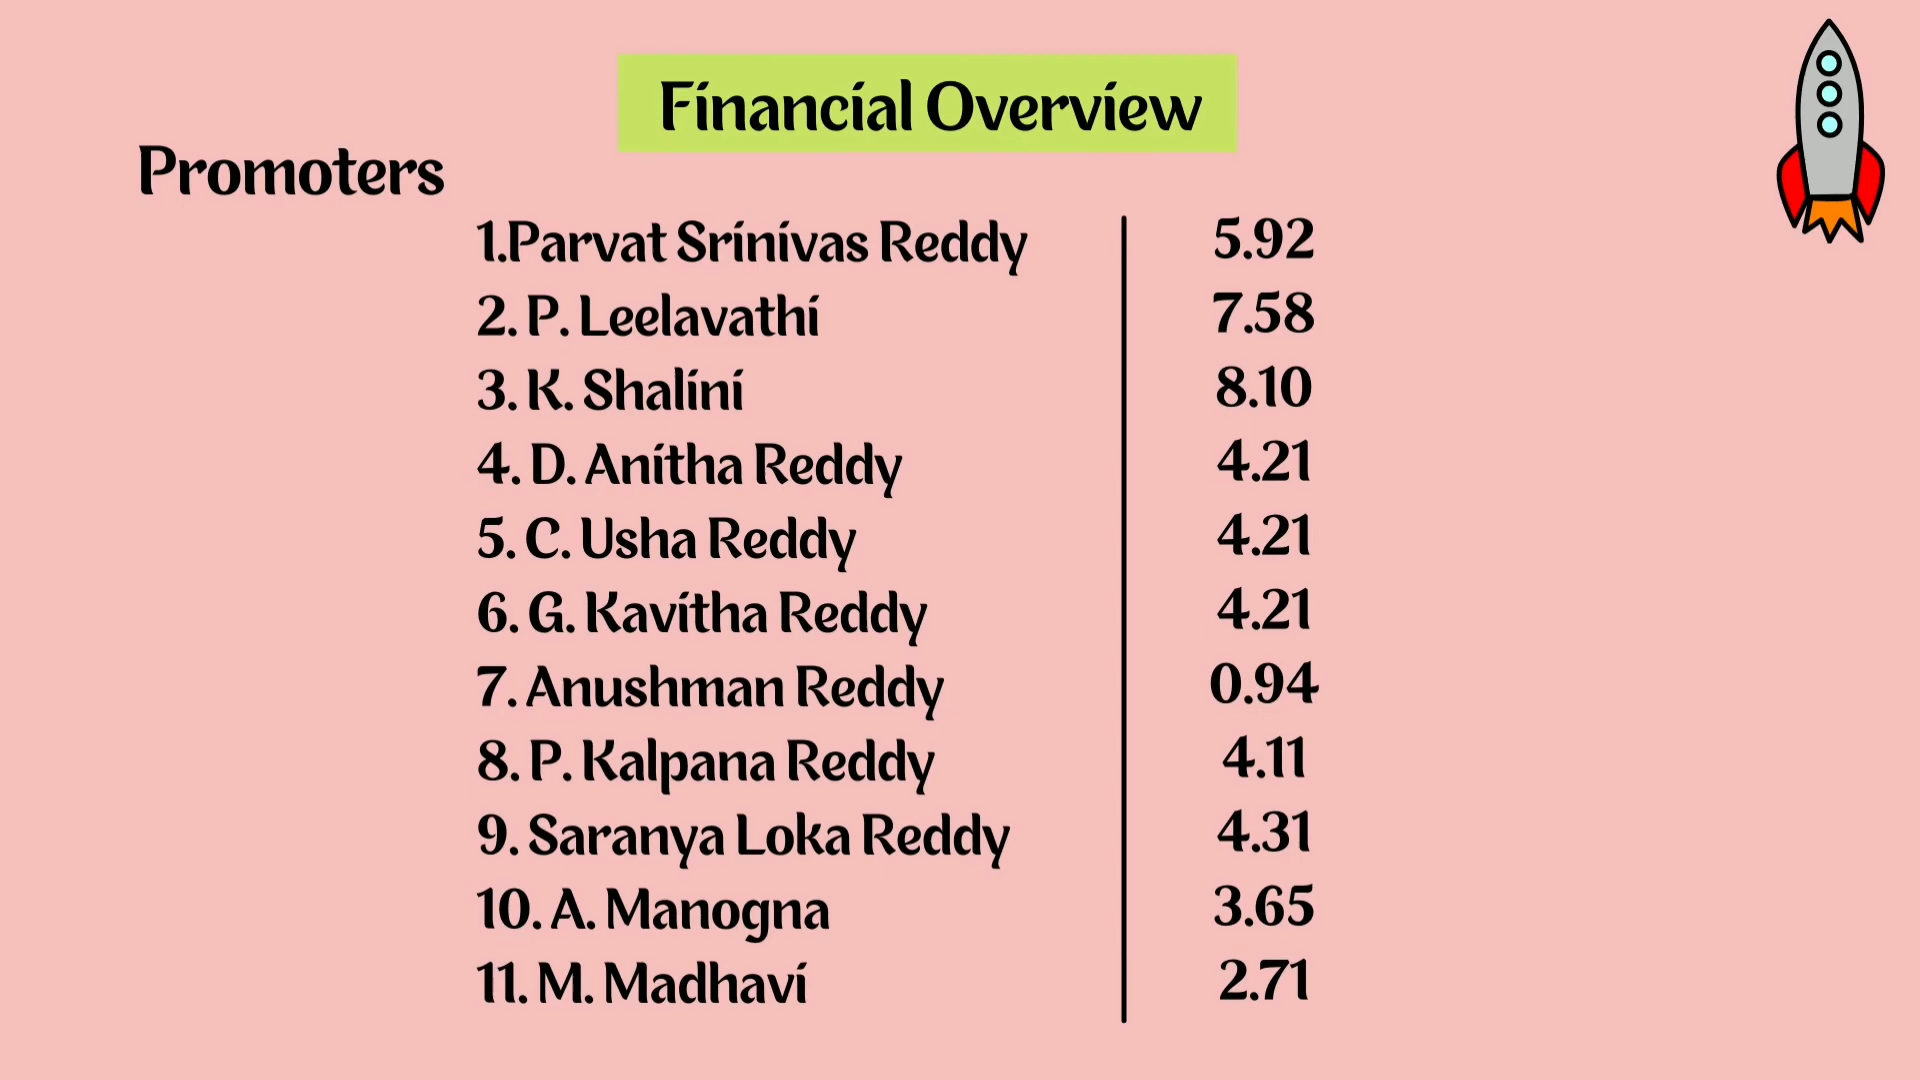 Financial Overview
Promoters
1.Parvat Srinivas Reddy 5.92
2. P. Leelavathi 7.58
3. K. Shalini 8.10
4. D. Anitha Reddy 4.21
5. C. Usha Reddy 4.21
6. G. Kavitha Reddy 4.21
7. Anushman Reddy 0.94
8. P. Kalpana Reddy 4.11
9. Saranya Loka Reddy 4.31
10. A. Manogna 3.65
11. M. Madhavi 2.71